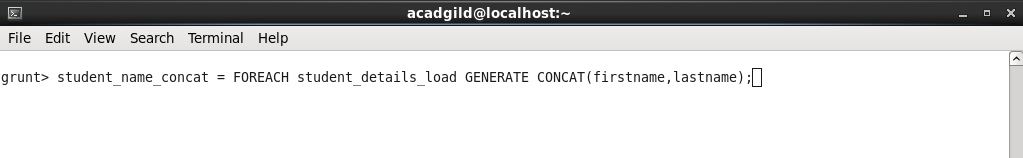 acadgild@localhost:~
File Edit View Search Terminal Help
grunt> student_name_concat = FOREACH student_details_load GENERATE CONCAT(firstname,lastname);